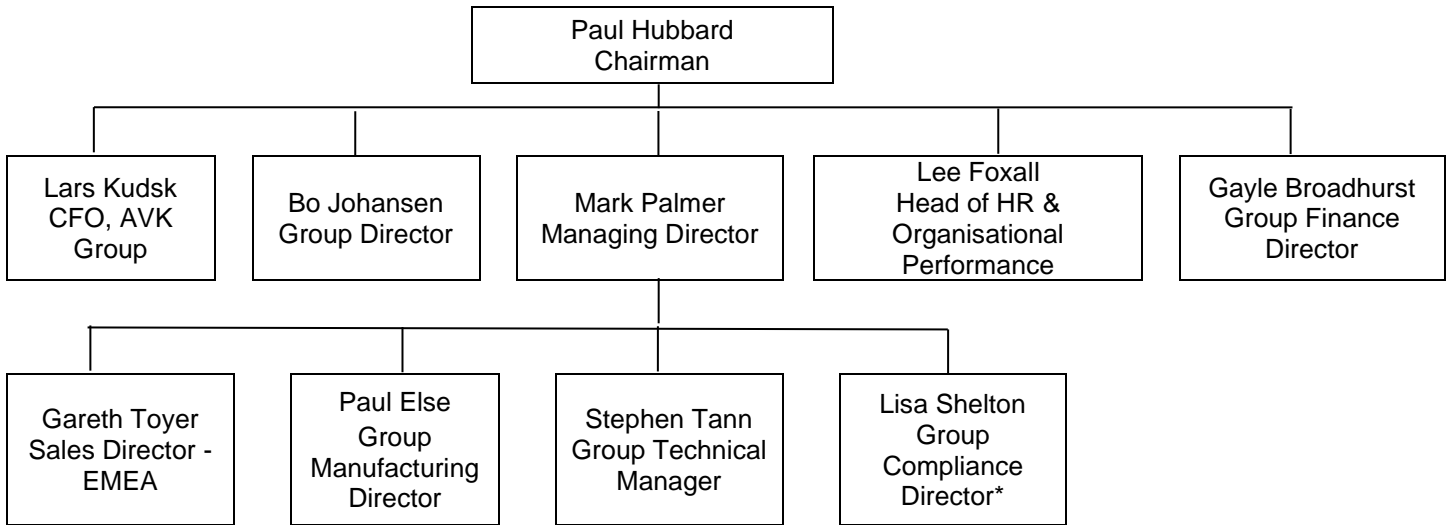 Paul Hubbard
Chairman
Lars Kudsk
CFO, AVK
Group
Bo Johansen
Group Director
Mark Palmer
Managing Director
Lee Foxall
Head of HR &
Organisational
Performance
Gayle Broadhurst
Group Finance
Director
Gareth Toyer
Sales Director -
EMEA
Paul Else
Group
Manufacturing
Director
Stephen Tann
Group Technical
Manager
Lisa Shelton
Group
Compliance
Director*